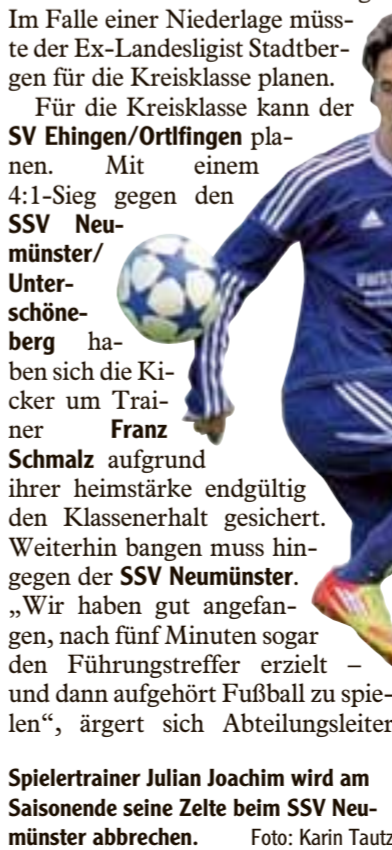 Im Falle einer Niederlage müss-
te der Ex-Landesligist Stadtber-
gen für die Kreisklasse planen.
Für die Kreisklasse kann der
SV Ehingen/Ortlfingen pla-
nen. Mit einem
4:1-Sieg gegen den
SSV Neu-
münster/
Unter-
schöne-
berg ha-
ben sich die Ki-
cker um Trai-
ner Franz
Schmalz aufgrund
ihrer heimstärke endgültig
den Klassenerhalt gesichert.
Weiterhin bangen muss hin-
gegen der SSV Neumünster.
„Wir haben gut angefan-
gen, nach fünf Minuten sogar
den Führungstreffer erzielt –
und dann aufgehört Fußball zu spie-
len“, ärgert sich Abteilungsleiter
Spielertrainer Julian Joachim wird am
Saisonende seine Zelte beim SSV Neu-
münster abbrechen. Foto: Karin Tautz